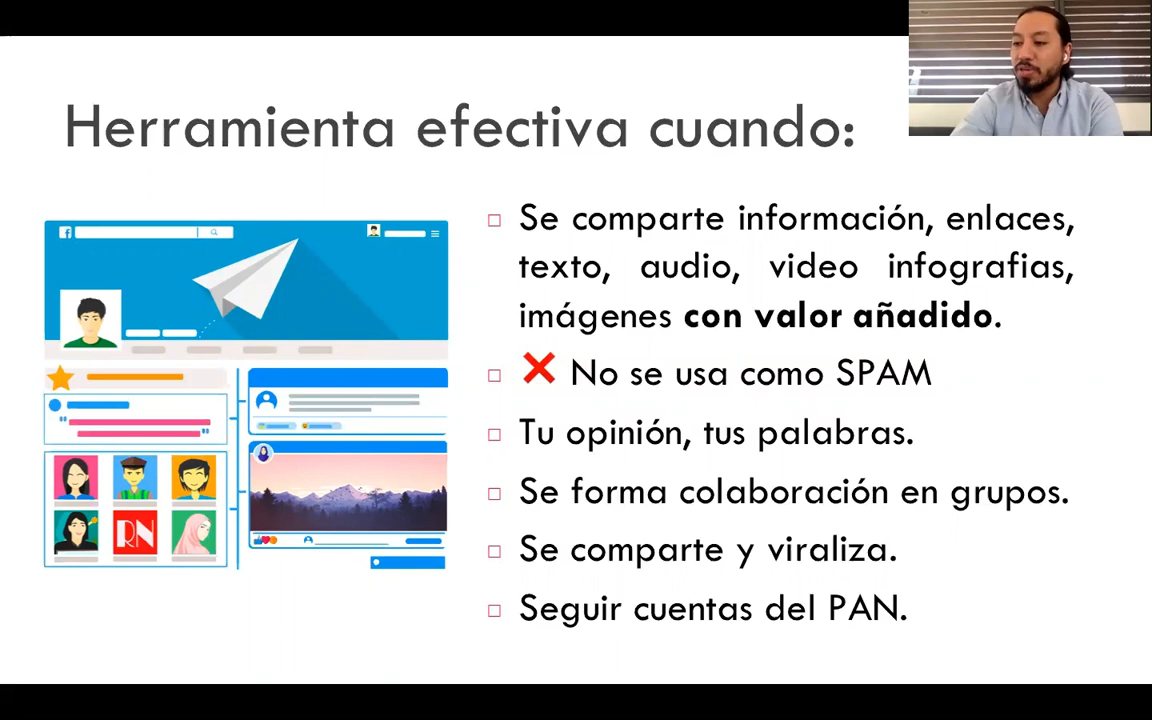 Herramienta efectiva cuando:
Se comparte información, enlaces,
texto, audio, video infografias,
imágenes con valor añadido.
❌ No se usa como SPAM
Tu opinión, tus palabras.
Se forma colaboración en grupos.
Se comparte y viraliza.
Seguir cuentas del PAN.
f
RN